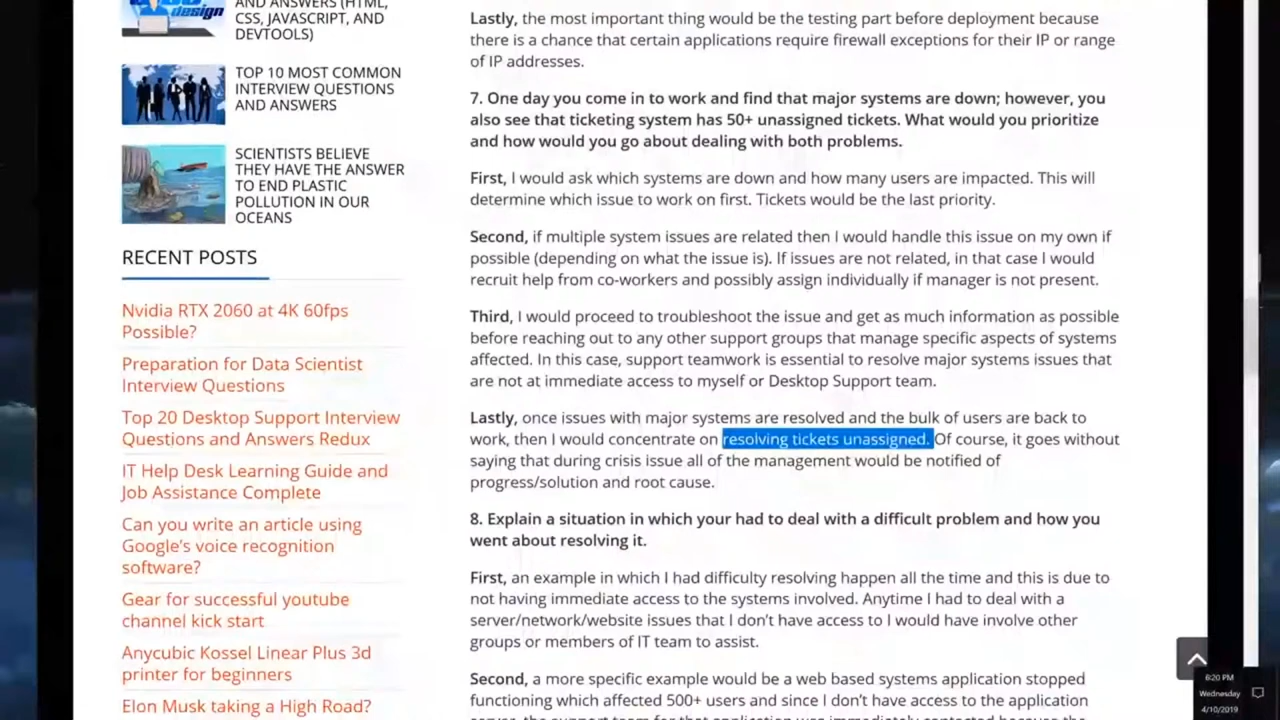 design
AND ANSWERS (HTML,
CSS, JAVASCRIPT, AND
DEVTOOLS)
TOP 10 MOST COMMON
INTERVIEW QUESTIONS
AND ANSWERS
SCIENTISTS BELIEVE
THEY HAVE THE ANSWER
TO END PLASTIC
POLLUTION IN OUR
OCEANS
RECENT POSTS
Nvidia RTX 2060 at 4K 60fps
Possible?
Preparation for Data Scientist
Interview Questions
Top 20 Desktop Support Interview
Questions and Answers Redux
IT Help Desk Learning Guide and
Job Assistance Complete
Can you write an article using
Google's voice recognition
software?
Gear for successful youtube
channel kick start
Anycubic Kossel Linear Plus 3d
printer for beginners
Elon Musk taking a High Road?
Lastly, the most important thing would be the testing part before deployment because
there is a chance that certain applications require firewall exceptions for their IP or range
of IP addresses.
7. One day you come in to work and find that major systems are down; however, you
also see that ticketing system has 50+ unassigned tickets. What would you prioritize
and how would you go about dealing with both problems.
First, I would ask which systems are down and how many users are impacted. This will
determine which issue to work on first. Tickets would be the last priority.
Second, if multiple system issues are related then I would handle this issue on my own if
possible (depending on what the issue is). If issues are not related, in that case I would
recruit help from co-workers and possibly assign individually if manager is not present.
Third, I would proceed to troubleshoot the issue and get as much information as possible
before reaching out to any other support groups that manage specific aspects of systems
affected. In this case, support teamwork is essential to resolve major systems issues that
are not at immediate access to myself or Desktop Support team.
Lastly, once issues with major systems are resolved and the bulk of users are back to
work, then I would concentrate on resolving tickets unassigned. Of course, it goes without
saying that during crisis issue all of the management would be notified of
progress/solution and root cause.
8. Explain a situation in which your had to deal with a difficult problem and how you
went about resolving it.
First, an example in which I had difficulty resolving happen all the time and this is due to
not having immediate access to the systems involved. Anytime I had to deal with a
server/network/website issues that I don't have access to I would have involve other
groups or members of IT team to assist.
Second, a more specific example would be a web based systems application stopped
functioning which affected 500+ users and since I don't have access to the application
6:20 PM
Wednesday
4/10/2019